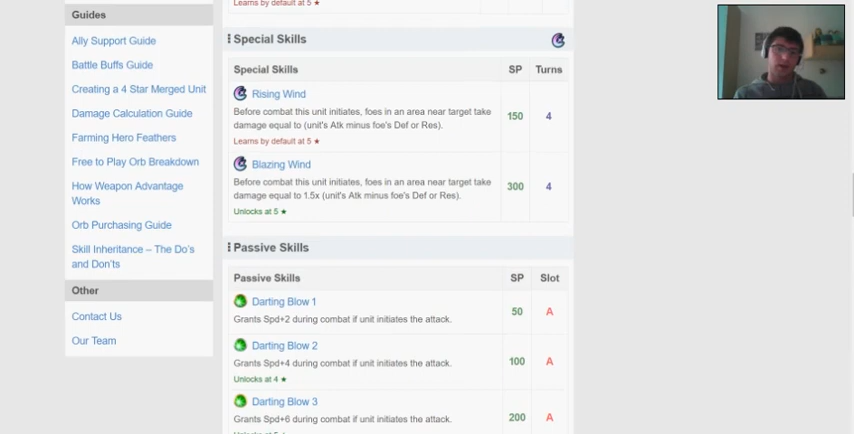 Guides
Ally Support Guide
Battle Buffs Guide
Creating a 4 Star Merged Unit
Damage Calculation Guide
Farming Hero Feathers
Free to Play Orb Breakdown
How Weapon Advantage
Works
Orb Purchasing Guide
Skill Inheritance – The Do's
and Don'ts
Other
Contact Us
Our Team
Learns by default at 5 ★
Special Skills
Special Skills SP Turns
Rising Wind
Before combat this unit initiates, foes in an area near target take
damage equal to (unit's Atk minus foe's Def or Res).
Learns by default at 5 ★
150 4
Blazing Wind
Before combat this unit initiates, foes in an area near target take
damage equal to 1.5x (unit's Atk minus foe's Def or Res).
Unlocks at 5 ★
300 4
Passive Skills
Passive Skills SP Slot
Darting Blow 1
Grants Spd+2 during combat if unit initiates the attack.
50 A
Darting Blow 2
Grants Spd+4 during combat if unit initiates the attack.
Unlocks at 4 ★
100 A
Darting Blow 3
Grants Spd+6 during combat if unit initiates the attack.
200 A